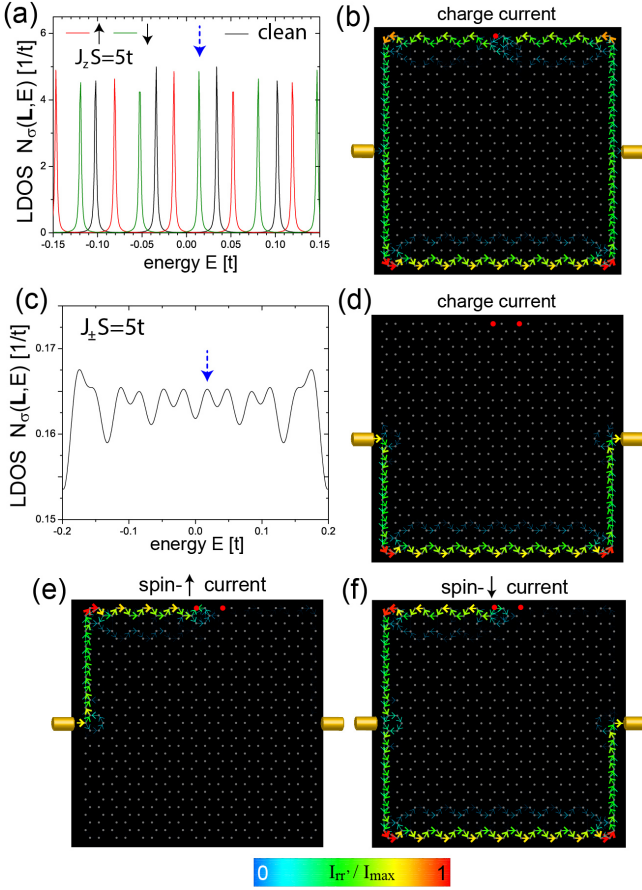 (a)
↑ ↓ clean
J_zS=5t
LDOS N_σ(L,E) [1/t]
6
4
2
0
-0.15 -0.10 -0.05 0.00 0.05 0.10 0.15
energy E [t]
(b)
charge current
(c)
J_±S=5t
LDOS N_σ(L,E) [1/t]
0.17
0.16
0.15
-0.2 -0.1 0.0 0.1 0.2
energy E [t]
(d)
charge current
(e)
spin-↑ current
(f)
spin-↓ current
0 I_rr'/I_max 1